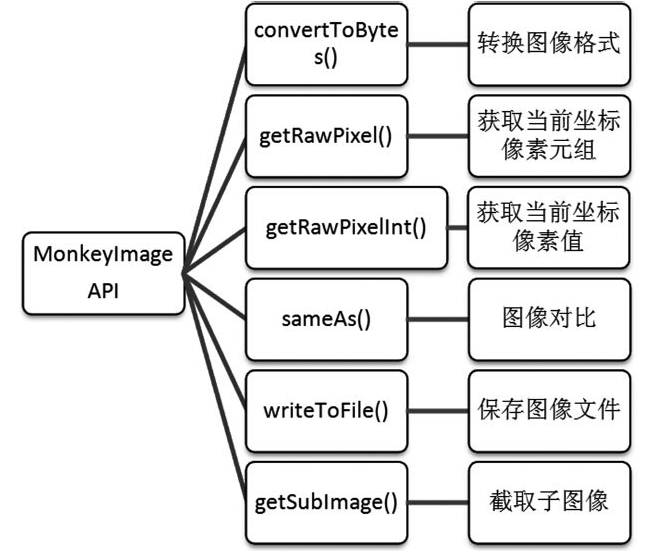 MonkeyImage
API
convertToByte
s()
转换图像格式
getRawPixel()
获取当前坐标
像素元组
getRawPixelInt()
获取当前坐标
像素值
sameAs()
图像对比
writeToFile()
保存图像文件
getSubImage()
截取子图像